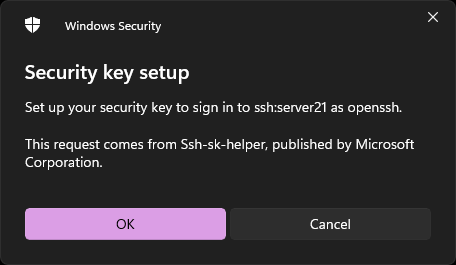 Windows Security
Security key setup
Set up your security key to sign in to ssh:server21 as openssh.
This request comes from Ssh-sk-helper, published by Microsoft
Corporation.
OK
Cancel